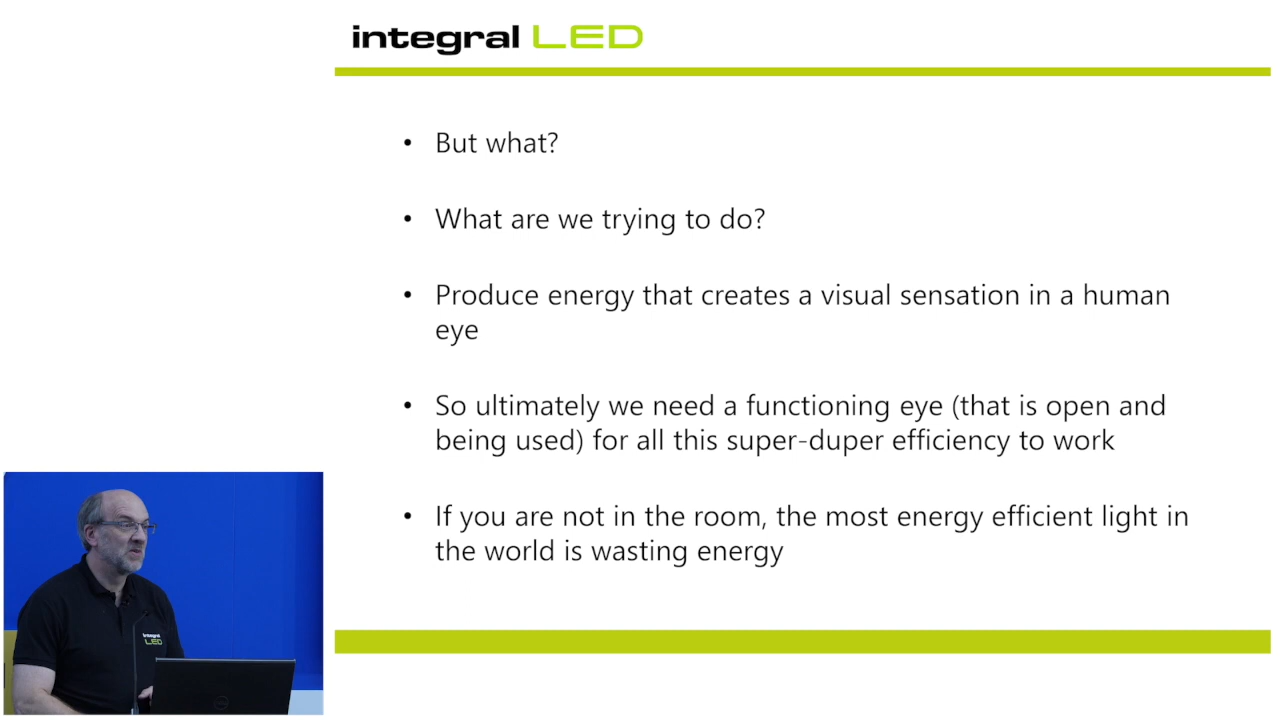 integral LED
• But what?
• What are we trying to do?
• Produce energy that creates a visual sensation in a human
eye
• So ultimately we need a functioning eye (that is open and
being used) for all this super-duper efficiency to work
• If you are not in the room, the most energy efficient light in
the world is wasting energy
integral
LED